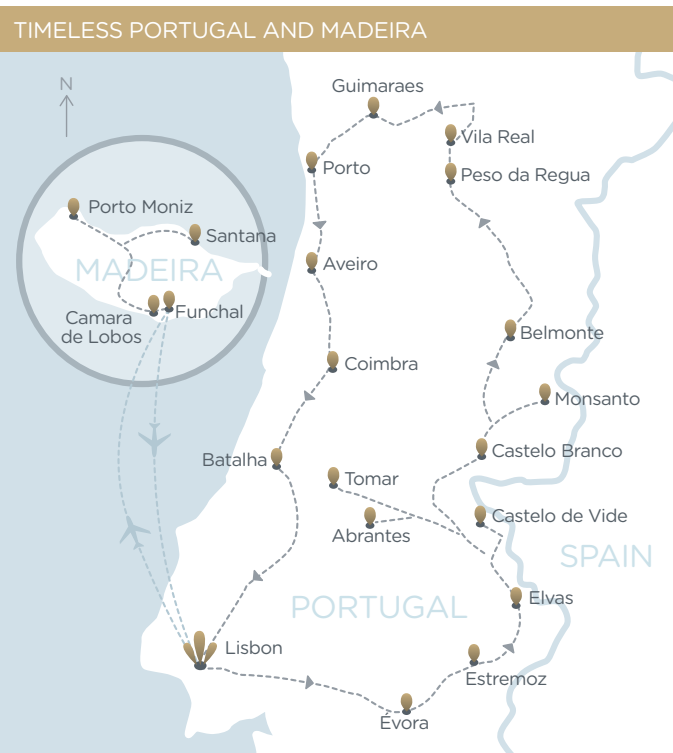 TIMELESS PORTUGAL AND MADEIRA
N
Guimaraes
Vila Real
Porto
Peso da Regua
Porto Moniz
Santana
Aveiro
MADEIRA
Camara
de Lobos
Funchal
Belmonte
Coimbra
Monsanto
Batalha
Castelo Branco
Tomar
Castelo de Vide
Abrantes
SPAIN
PORTUGAL
Elvas
Lisbon
Estremoz
Évora